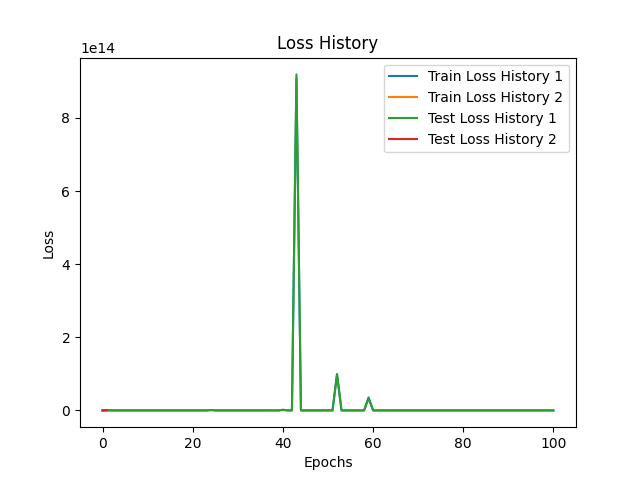 Loss History
1e14
Train Loss History 1
Train Loss History 2
Test Loss History 1
Test Loss History 2
Loss
8
6
4
2
0
0 20 40 60 80 100
Epochs